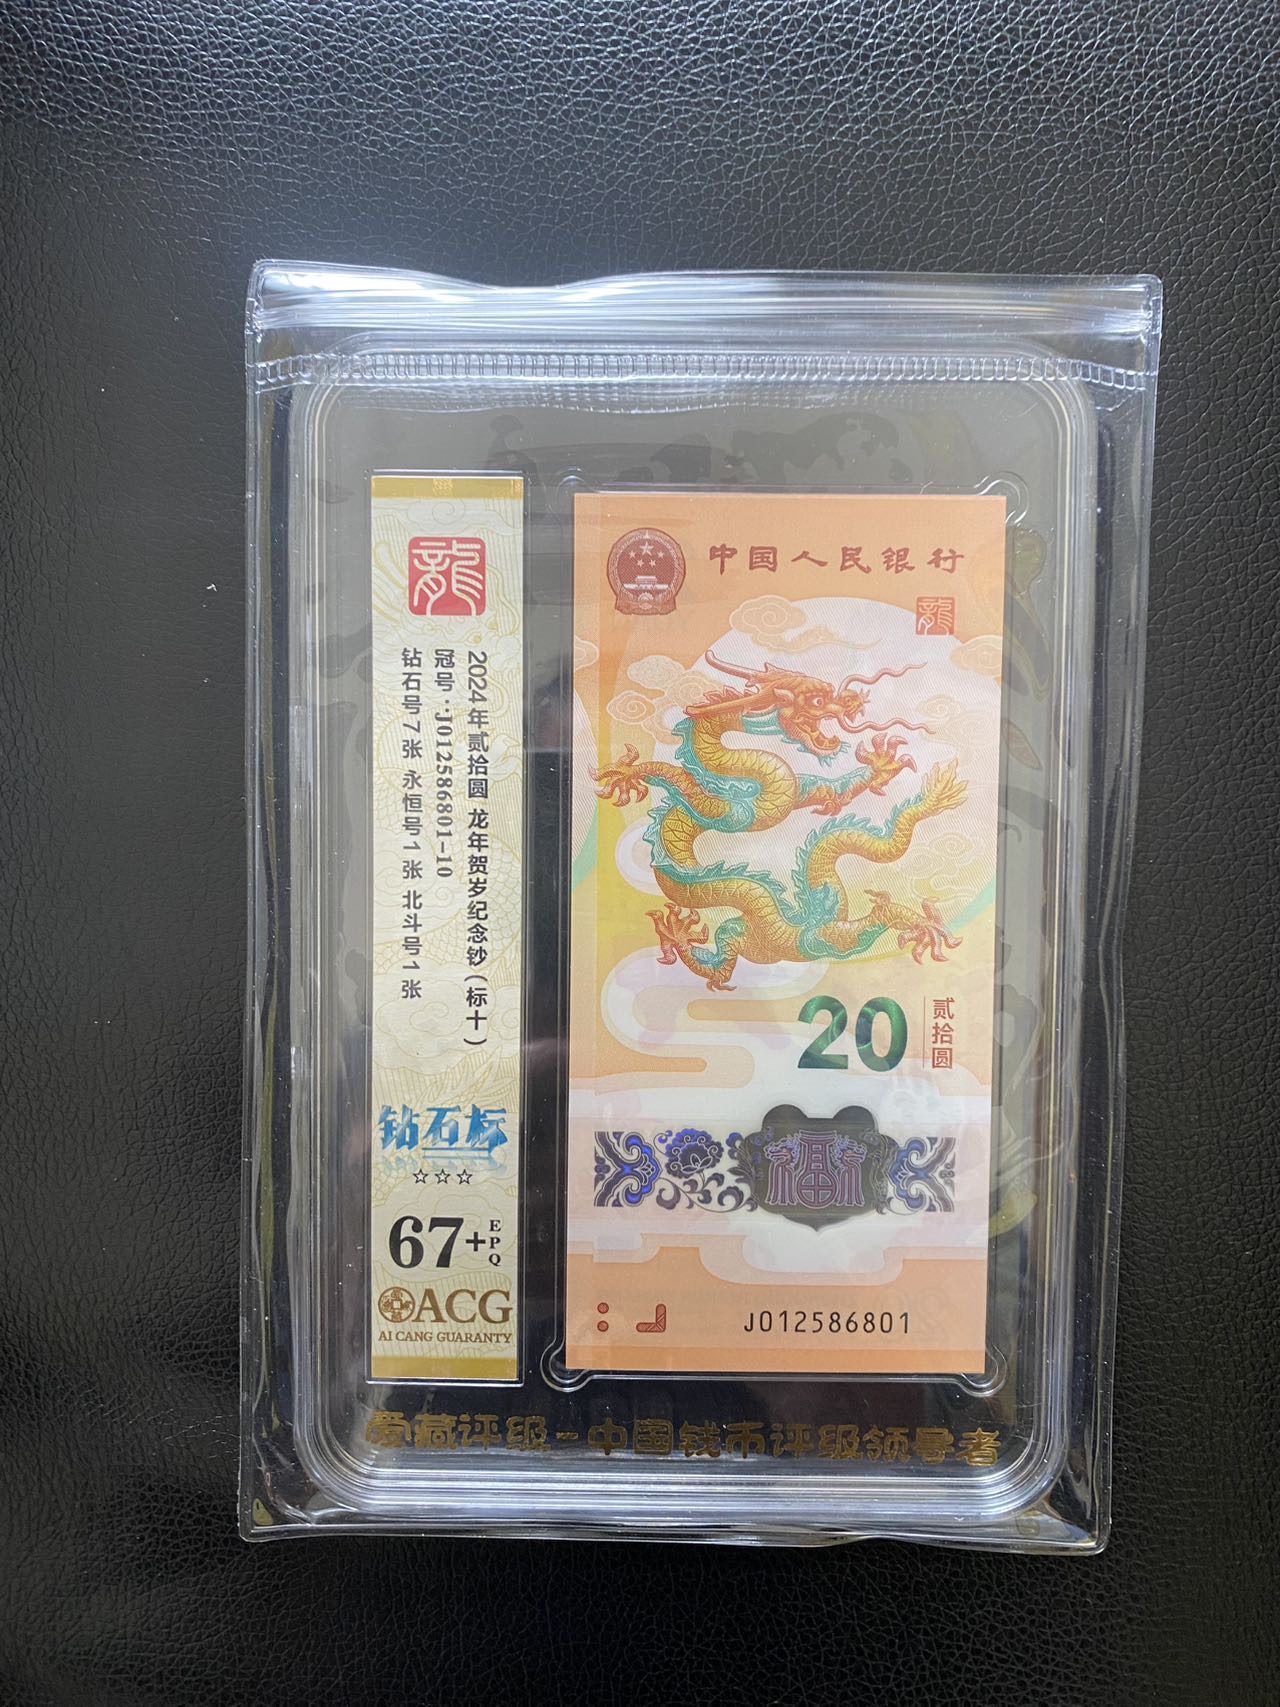 龍
2024年贰拾圆 龙年贺岁纪念钞(标十)
冠号:J012586801-10
钻石号7张 永恒号1张 北斗号1张
钻石标
☆☆☆
67+EPQ
ACG
AI CANG GUARANTY
中国人民银行
龍
20
贰拾圆
福
J012586801
爱藏评级-中国钱币评级领导者